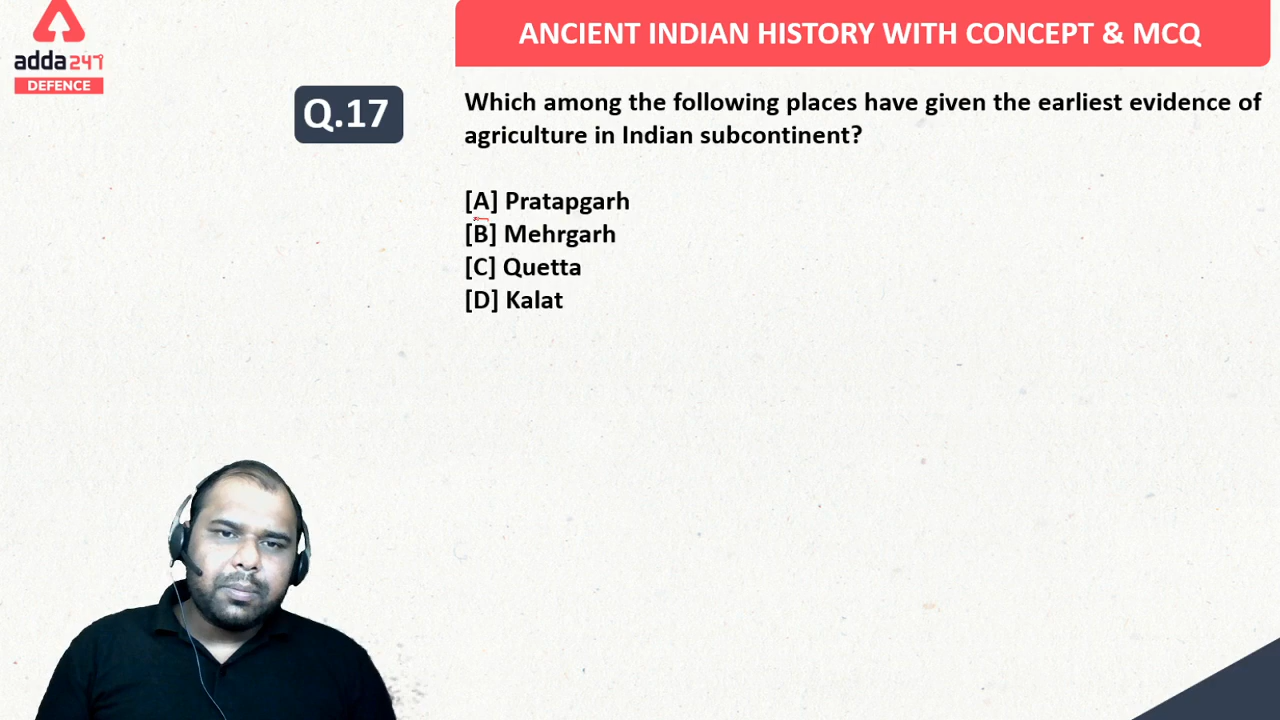 adda247
DEFENCE
ANCIENT INDIAN HISTORY WITH CONCEPT & MCQ
Q.17
Which among the following places have given the earliest evidence of
agriculture in Indian subcontinent?
[A] Pratapgarh
[B] Mehrgarh
[C] Quetta
[D] Kalat